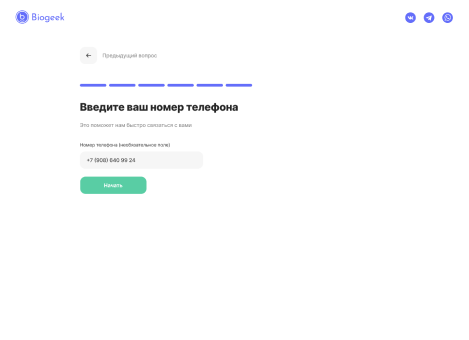 Biogeek
Предыдущий вопрос
Введите ваш номер телефона
Это поможет нам быстро связаться с вами
Номер телефона (необязательное поле)
+7 (908) 640 99 24
Начать